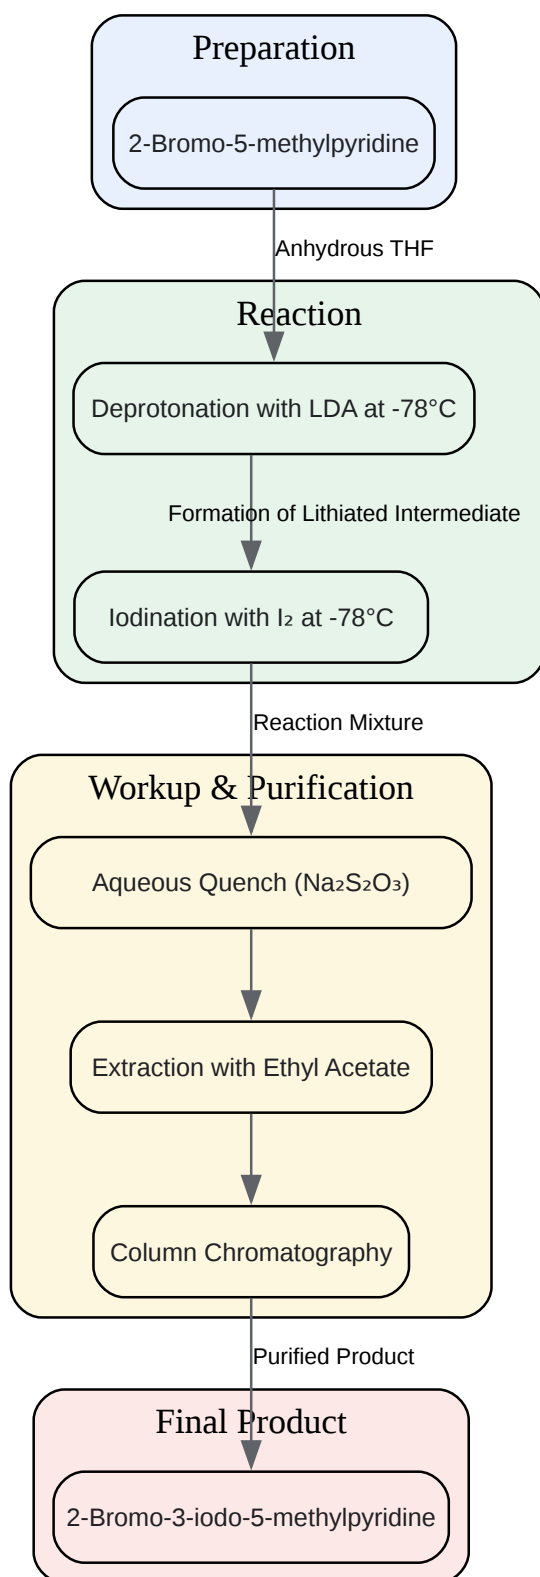 Preparation
2-Bromo-5-methylpyridine
Anhydrous THF
Reaction
Deprotonation with LDA at -78°C
Formation of Lithiated Intermediate
Iodination with I₂ at -78°C
Reaction Mixture
Workup & Purification
Aqueous Quench (Na₂S₂O₃)
Extraction with Ethyl Acetate
Column Chromatography
Purified Product
Final Product
2-Bromo-3-iodo-5-methylpyridine